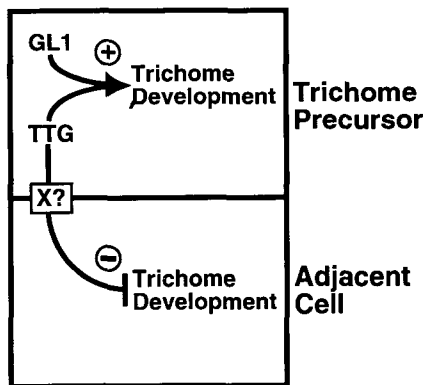 GL1
+
Trichome
Development
TTG
Trichome
Precursor
X?
−
Trichome
Development
Adjacent
Cell